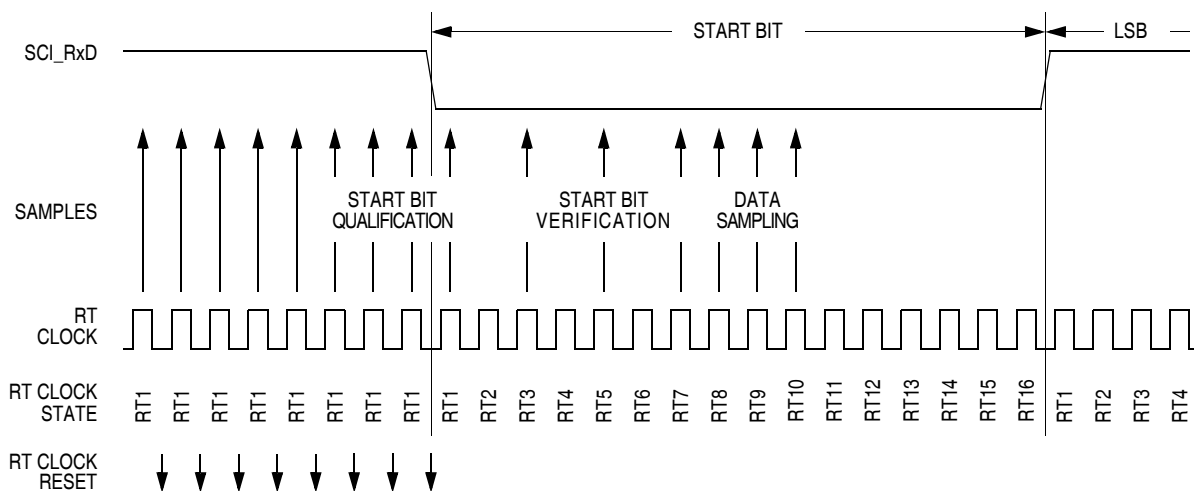 START BIT
LSB
SCI_RxD
SAMPLES
START BIT
QUALIFICATION
START BIT
VERIFICATION
DATA
SAMPLING
RT
CLOCK
RT CLOCK
STATE
RT1
RT1
RT1
RT1
RT1
RT1
RT1
RT1
RT1
RT2
RT3
RT4
RT5
RT6
RT7
RT8
RT9
RT10
RT11
RT12
RT13
RT14
RT15
RT16
RT1
RT2
RT3
RT4
RT CLOCK
RESET